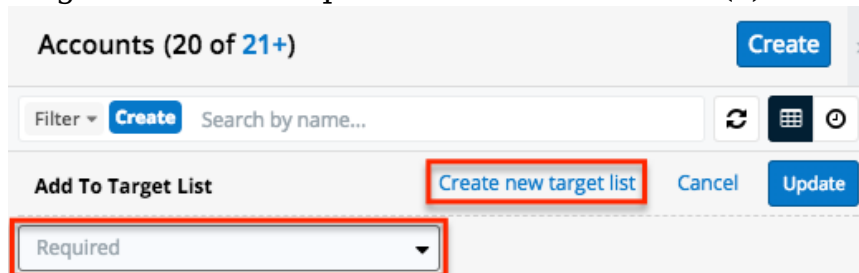 Accounts (20 of 21+) Create
Filter Create Search by name...
Add To Target List Create new target list Cancel Update
Required